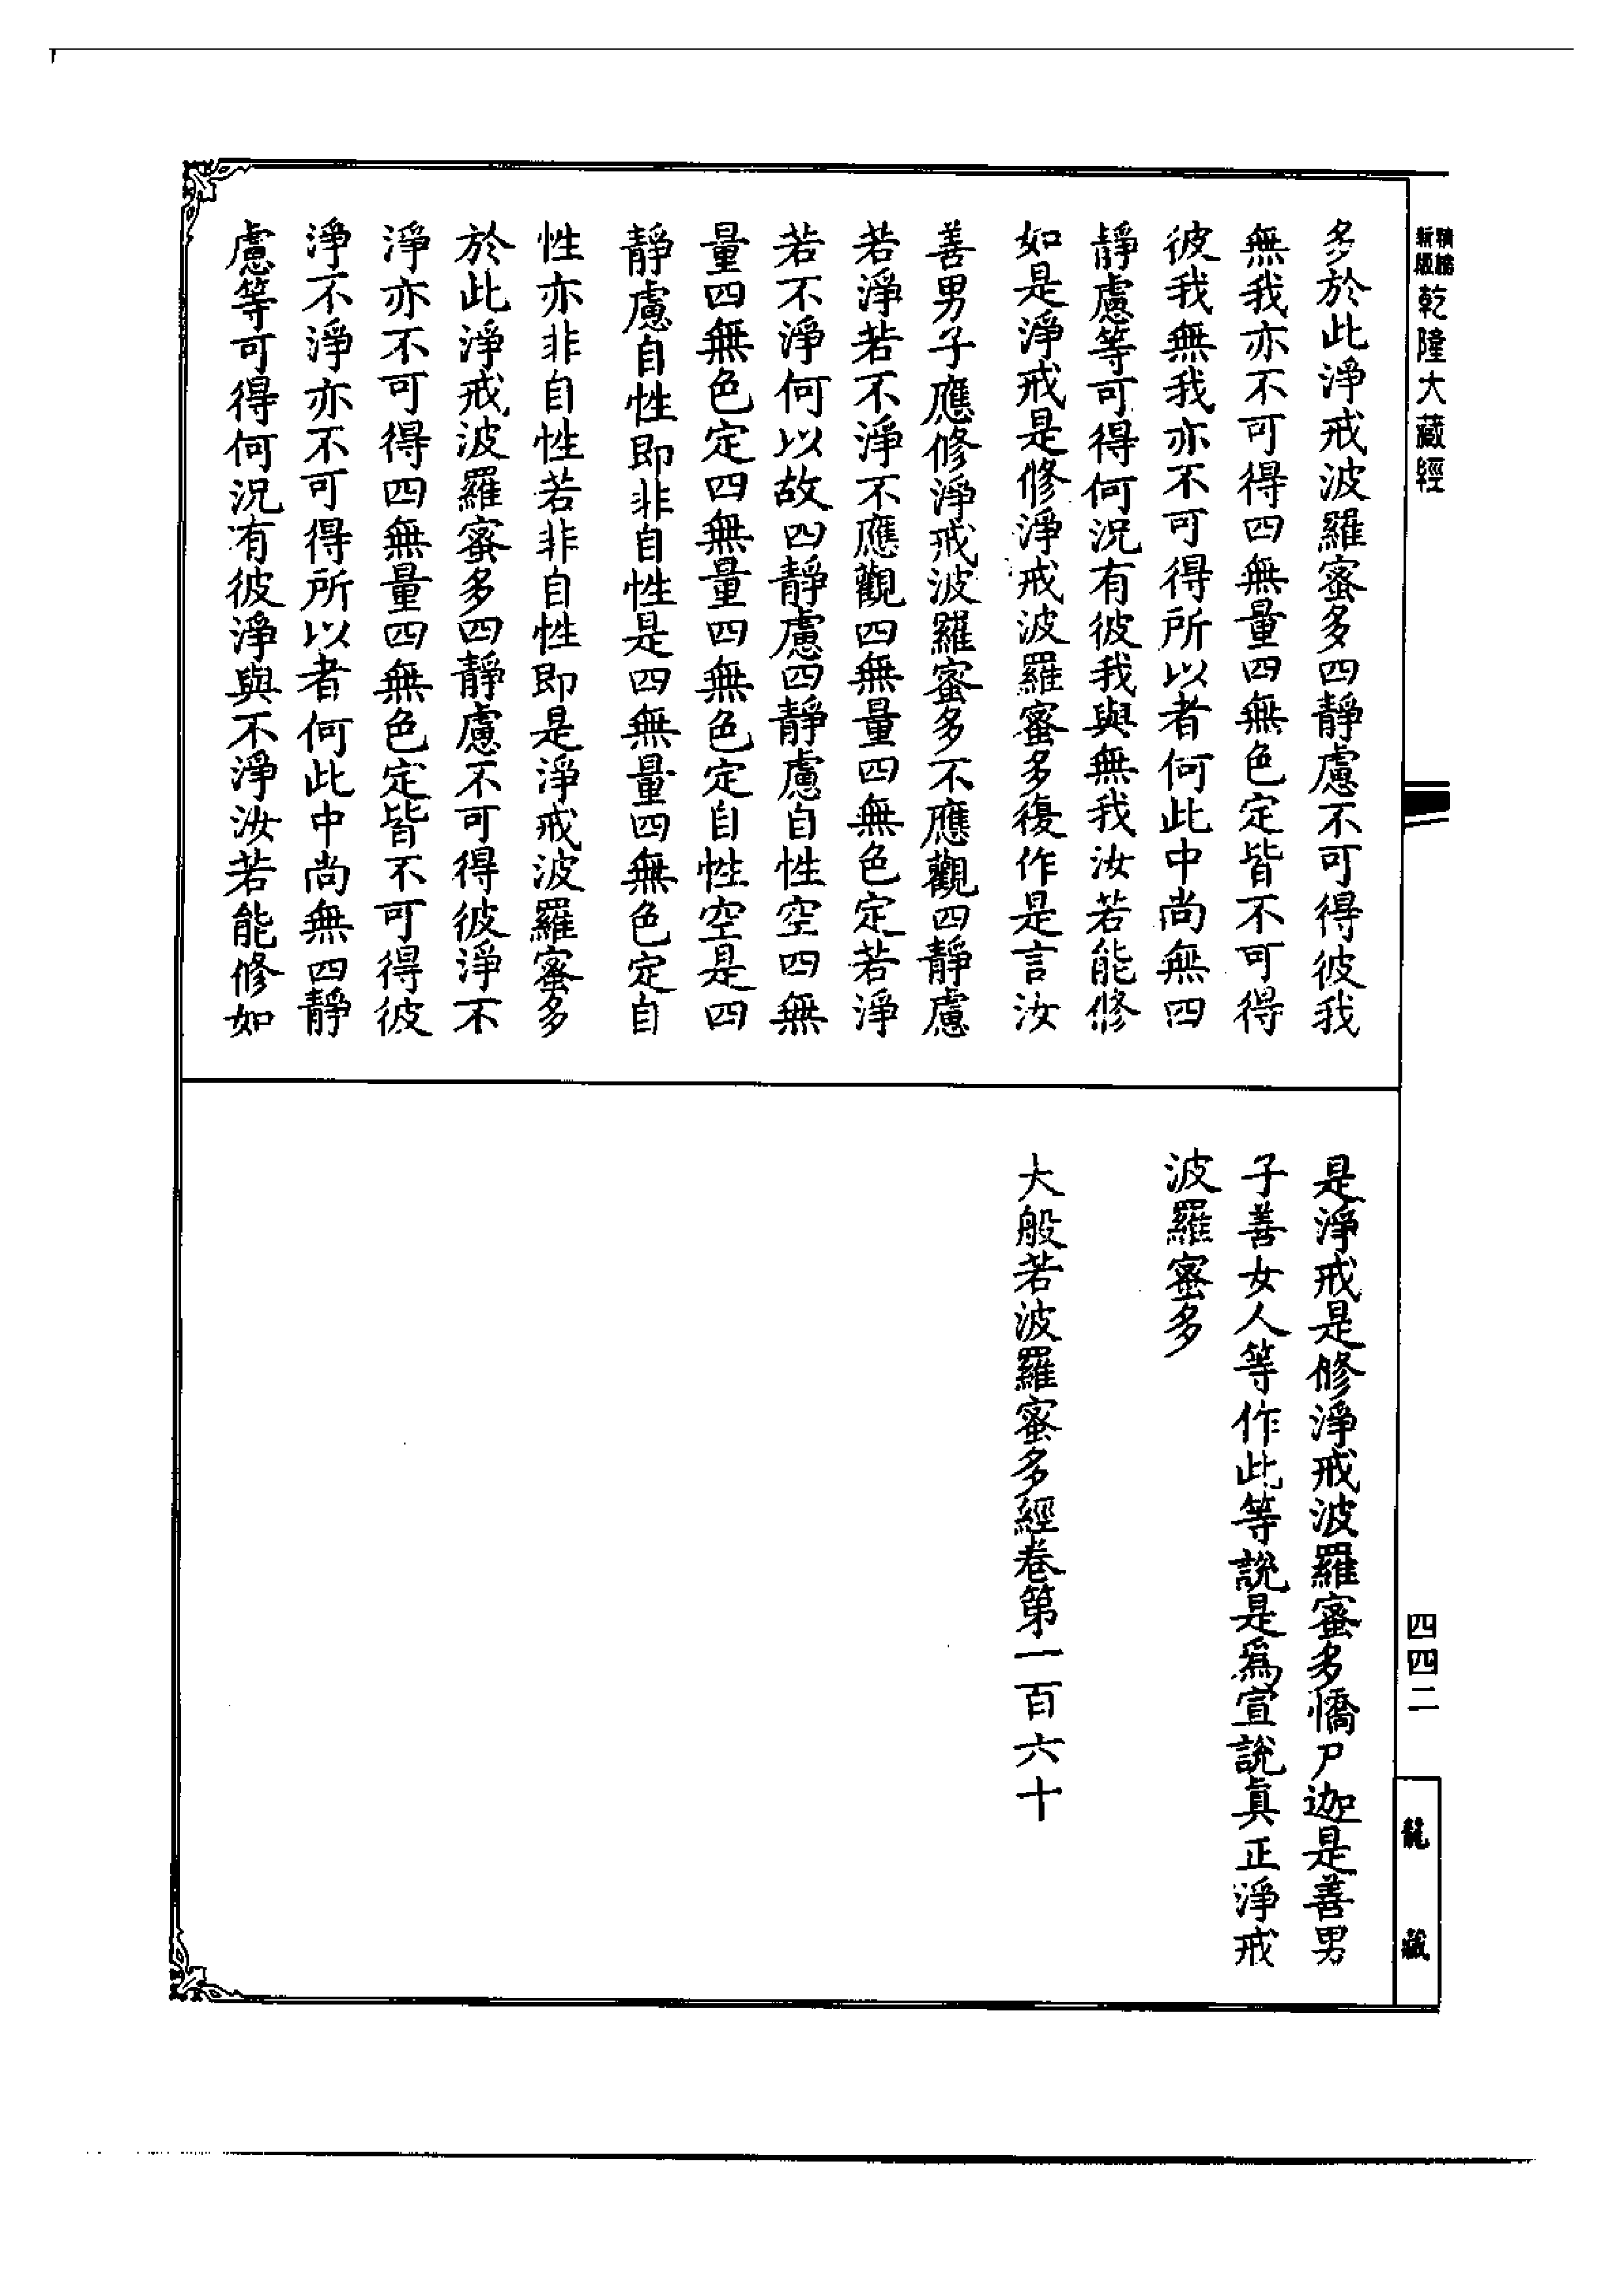 精繕
新版
乾隆大藏經
四四二
龍藏
多於此淨戒波羅蜜多四靜慮不可得彼我
無我亦不可得四無量四無色定皆不可得
彼我無我亦不可得所以者何此中尚無四
靜慮等可得何況有彼我與無我汝若能修
如是淨戒是修淨戒波羅蜜多復作是言汝
善男子應修淨戒波羅蜜多不應觀四靜慮
若淨若不淨不應觀四無量四無色定若淨
若不淨何以故四靜慮四靜慮自性空四無
量四無色定四無量四無色定自性空是四
靜慮自性即非自性是四無量四無色定自
性亦非自性若非自性即是淨戒波羅蜜多
於此淨戒波羅蜜多四靜慮不可得彼淨不
淨亦不可得四無量四無色定皆不可得彼
淨不淨亦不可得所以者何此中尚無四靜
慮等可得何況有彼淨與不淨汝若能修如
是淨戒是修淨戒波羅蜜多憍尸迦是善男
子善女人等作此等說是為宣說真正淨戒
波羅蜜多
大般若波羅蜜多經卷第一百六十